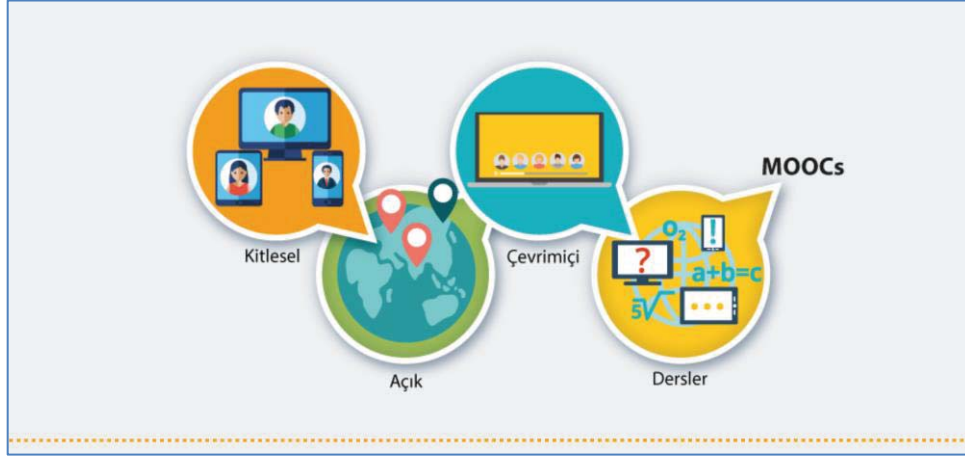 MOOCs
Kitlesel
Çevrimiçi
O₂
!
?
a+b=c
5√
Açık
Dersler